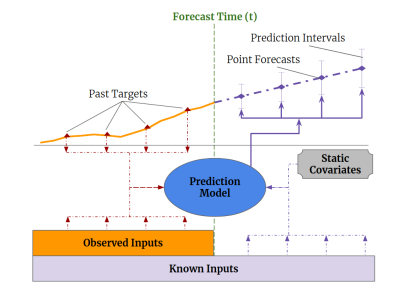 Forecast Time (t)
Prediction Intervals
Point Forecasts
Past Targets
Static
Covariates
Prediction
Model
Observed Inputs
Known Inputs